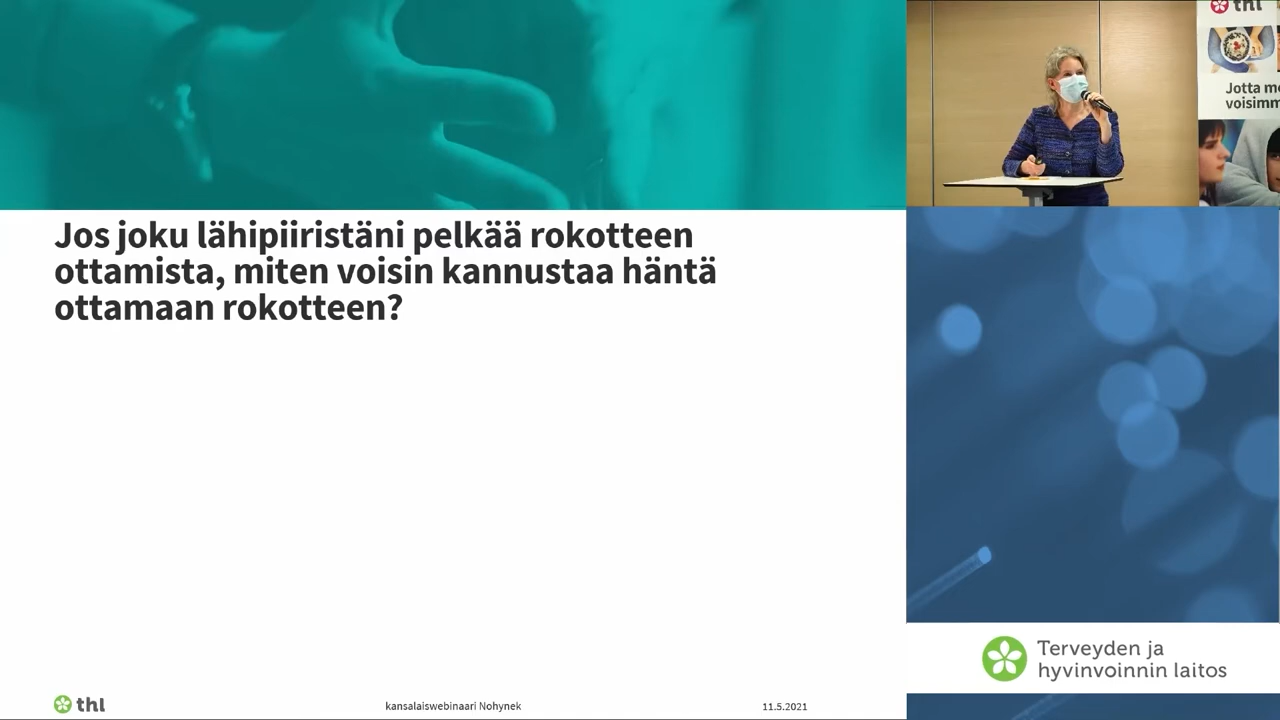 Jos joku lähipiiristäni pelkää rokotteen
ottamista, miten voisin kannustaa häntä
ottamaan rokotteen?
thl
kansalaiswebinaari Nohynek
11.5.2021
thl
Jotta
voisimm
Terveyden ja
hyvinvoinnin laitos